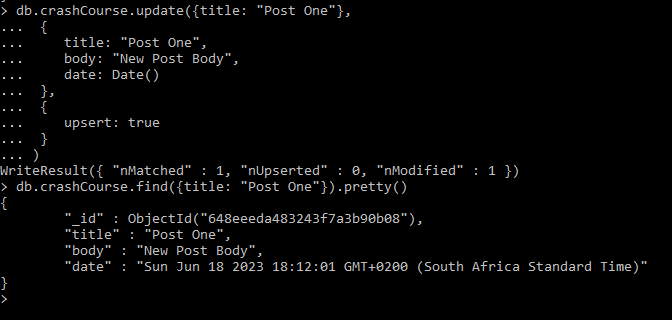 > db.crashCourse.update({title: "Post One"},
...  {
...     title: "Post One",
...     body: "New Post Body",
...     date: Date()
...  },
...  {
...     upsert: true
...  }
... )
WriteResult({ "nMatched" : 1, "nUpserted" : 0, "nModified" : 1 })
> db.crashCourse.find({title: "Post One"}).pretty()
{
        "_id" : ObjectId("648eeeda483243f7a3b90b08"),
        "title" : "Post One",
        "body" : "New Post Body",
        "date" : "Sun Jun 18 2023 18:12:01 GMT+0200 (South Africa Standard Time)"
}
>